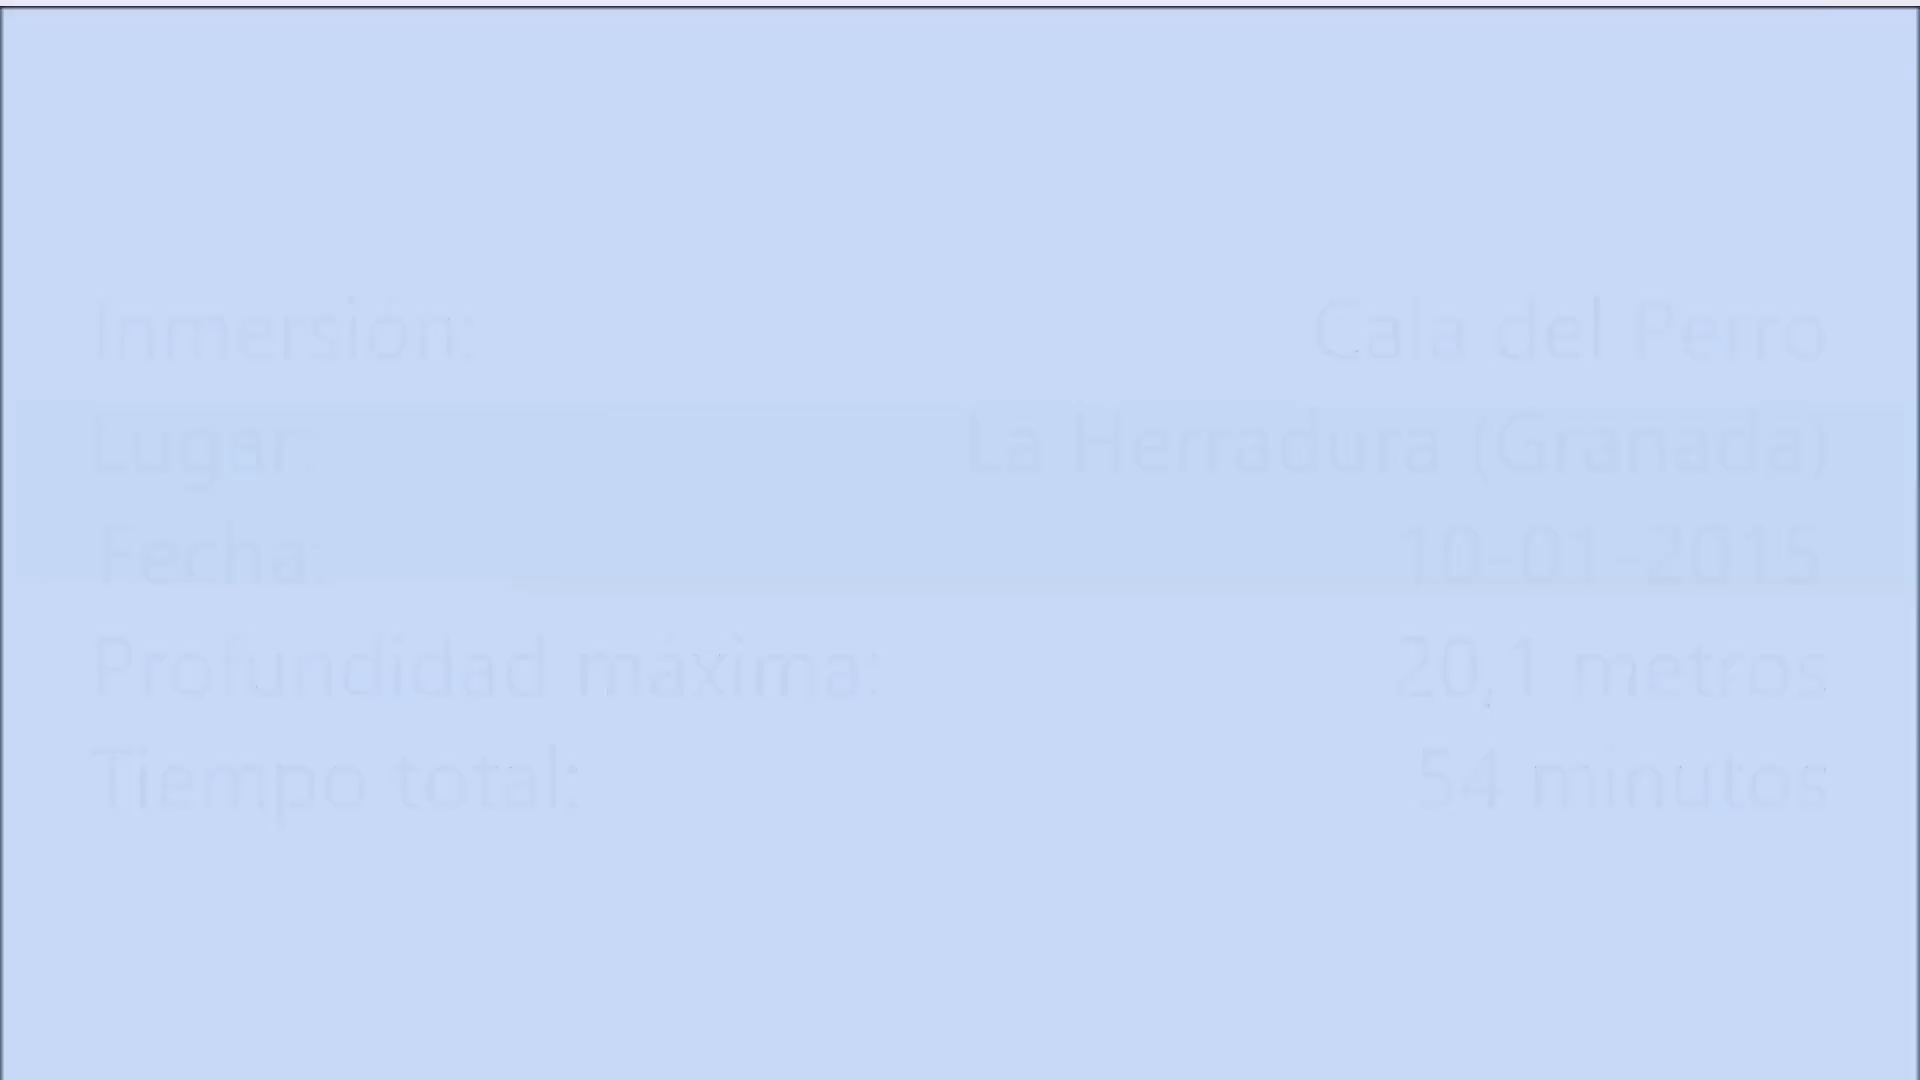 Inmersión: Cala del Perro
Lugar: La Herradura (Granada)
Fecha: 10-01-2015
Profundidad máxima: 20,1 metros
Tiempo total: 54 minutos